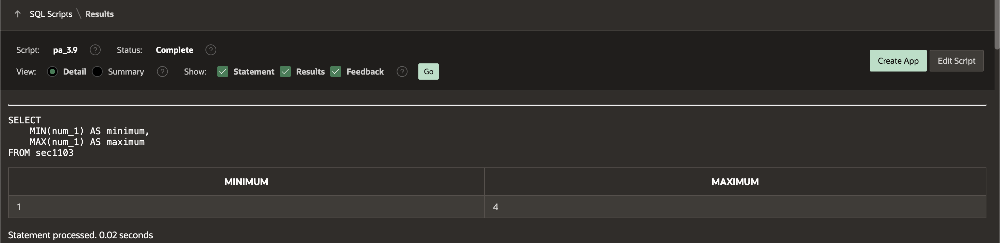 SQL Scripts \ Results
Script: pa_3.9 ? Status: Complete ?
View: Detail Summary ? Show: Statement Results Feedback ? Go
Create App Edit Script
SELECT
    MIN(num_1) AS minimum,
    MAX(num_1) AS maximum
FROM sec1103
MINIMUM MAXIMUM
1 4
Statement processed. 0.02 seconds